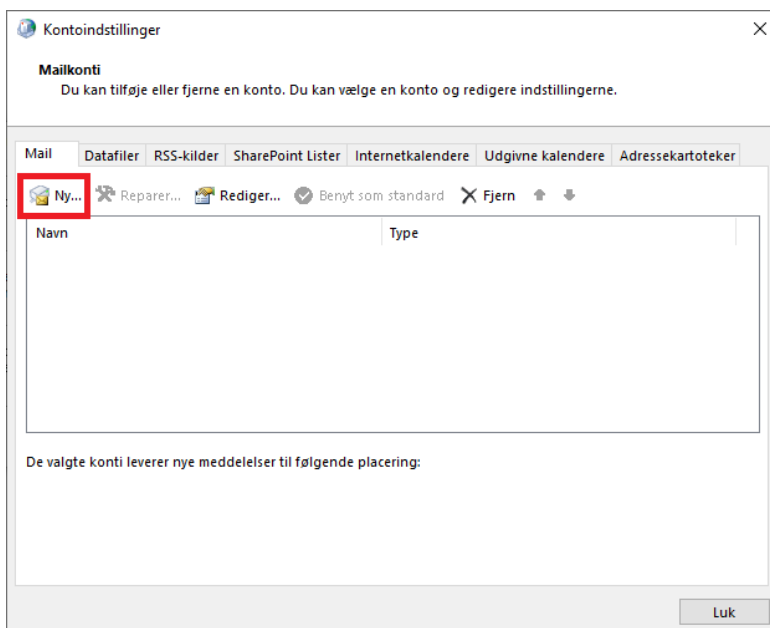 Kontoindstillinger
Mailkonti
Du kan tilføje eller fjerne en konto. Du kan vælge en konto og redigere indstillingerne.
Mail Datafiler RSS-kilder SharePoint Lister Internetkalendere Udgivne kalendere Adressekartoteker
Ny... Reparer... Rediger... Benyt som standard Fjern
Navn Type
De valgte konti leverer nye meddelelser til følgende placering:
Luk